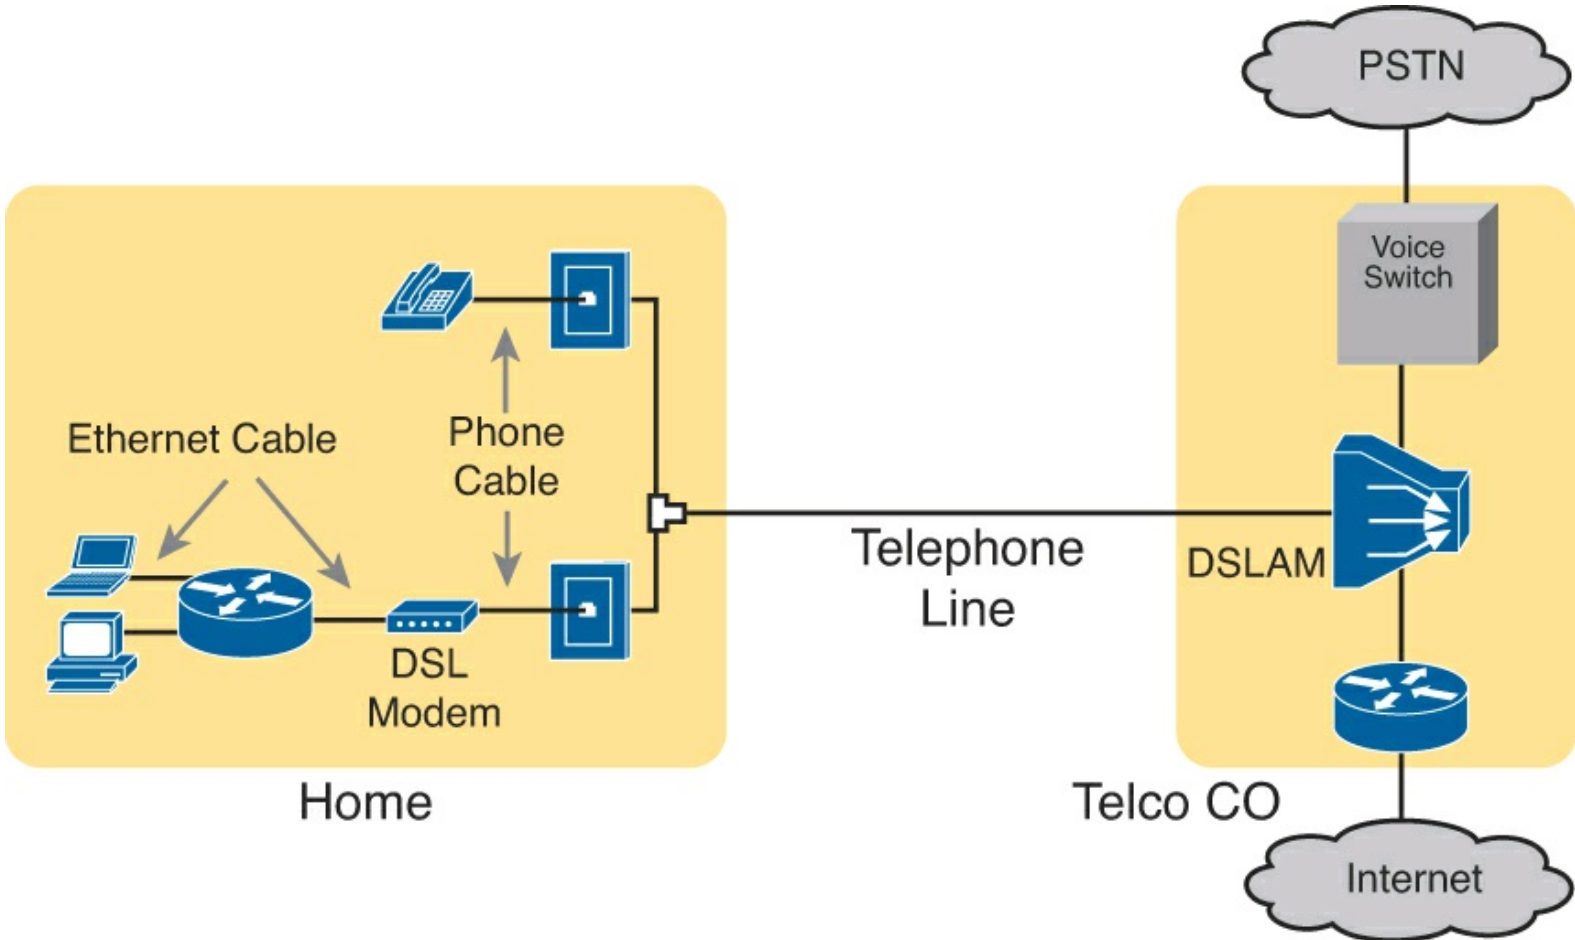 PSTN
Voice
Switch
Ethernet Cable
Phone
Cable
Telephone
Line
DSLAM
DSL
Modem
Home
Telco CO
Internet